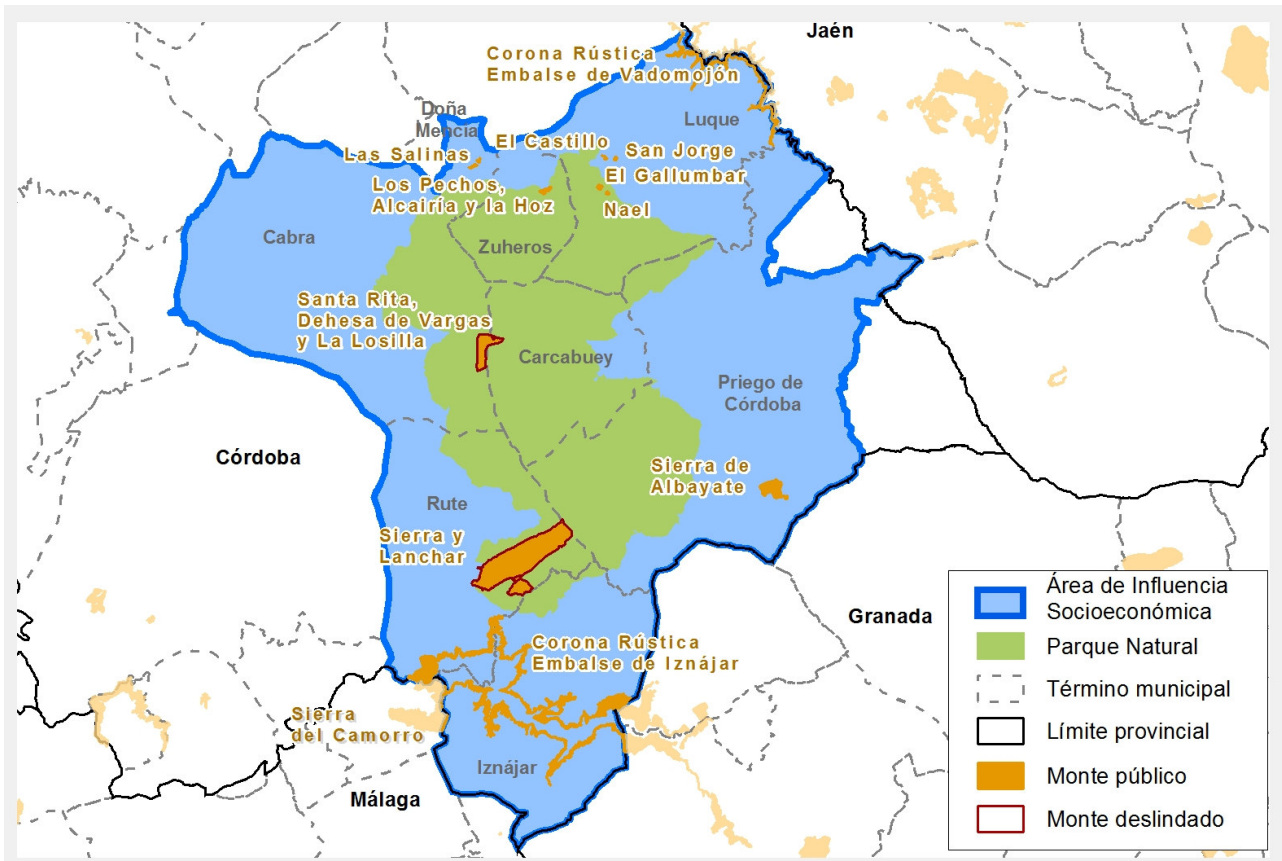 Jaén
Corona Rústica
Embalse de Vadomojón
Doña
Mencía
Luque
El Castillo
San Jorge
Las Salinas
El Gallumbar
Los Pechos,
Alcairía y la Hoz
Nael
Cabra
Zuheros
Santa Rita,
Dehesa de Vargas
y La Losilla
Carcabuey
Priego de
Córdoba
Córdoba
Sierra de
Albayate
Rute
Sierra y
Lanchar
Granada
Corona Rústica
Embalse de Iznájar
Sierra
del Camorro
Iznájar
Málaga
Área de Influencia
Socioeconómica
Parque Natural
Término municipal
Límite provincial
Monte público
Monte deslindado